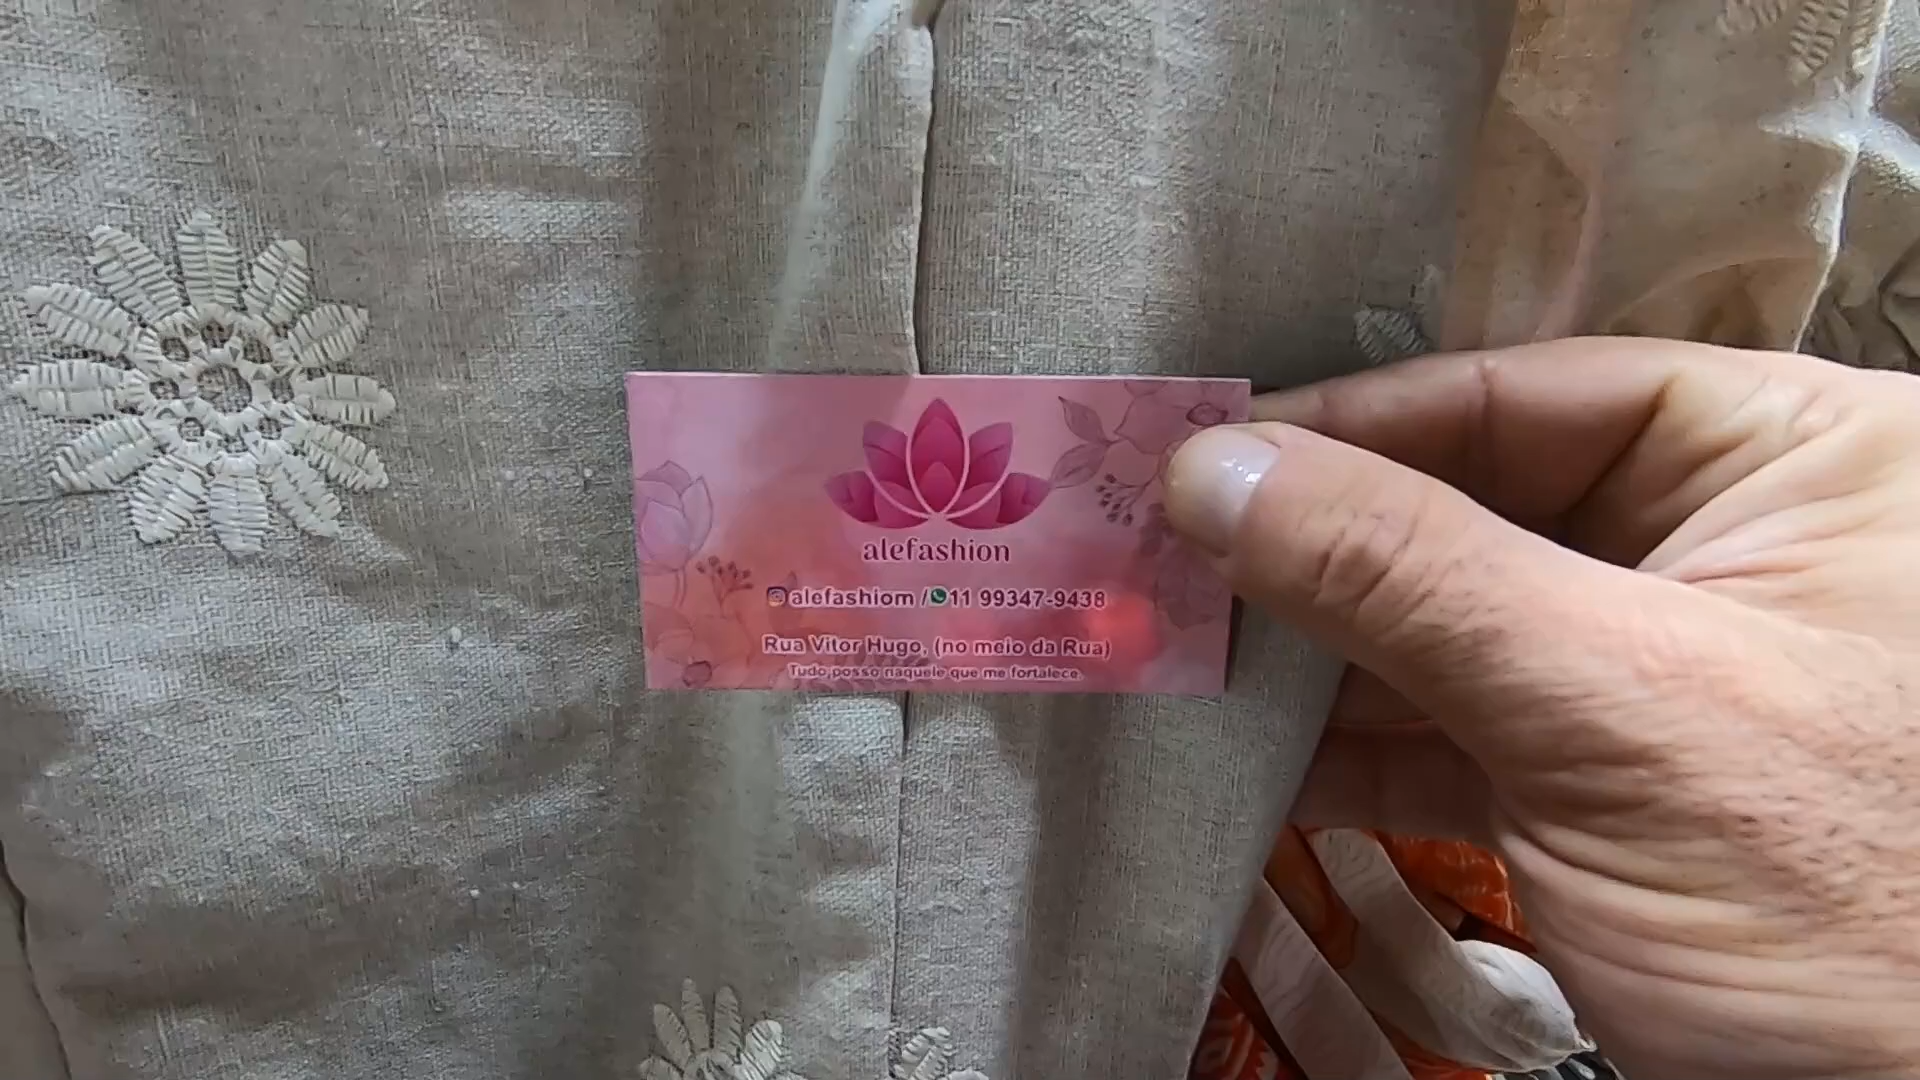 alefashion
alefashiom / 11 99347-9438
Rua Vitor Hugo, (no meio da Rua)
Tudo posso naquele que me fortalece.